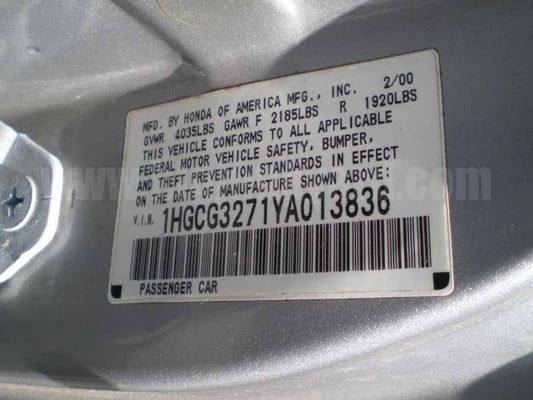 MFD. BY HONDA OF AMERICA MFG., INC. 2/00
GVWR 4035LBS GAWR F 2185LBS R 1920LBS
THIS VEHICLE CONFORMS TO ALL APPLICABLE
FEDERAL MOTOR VEHICLE SAFETY, BUMPER,
AND THEFT PREVENTION STANDARDS IN EFFECT
ON THE DATE OF MANUFACTURE SHOWN ABOVE:
V.I.N. 1HGCG3271YA013836
PASSENGER CAR